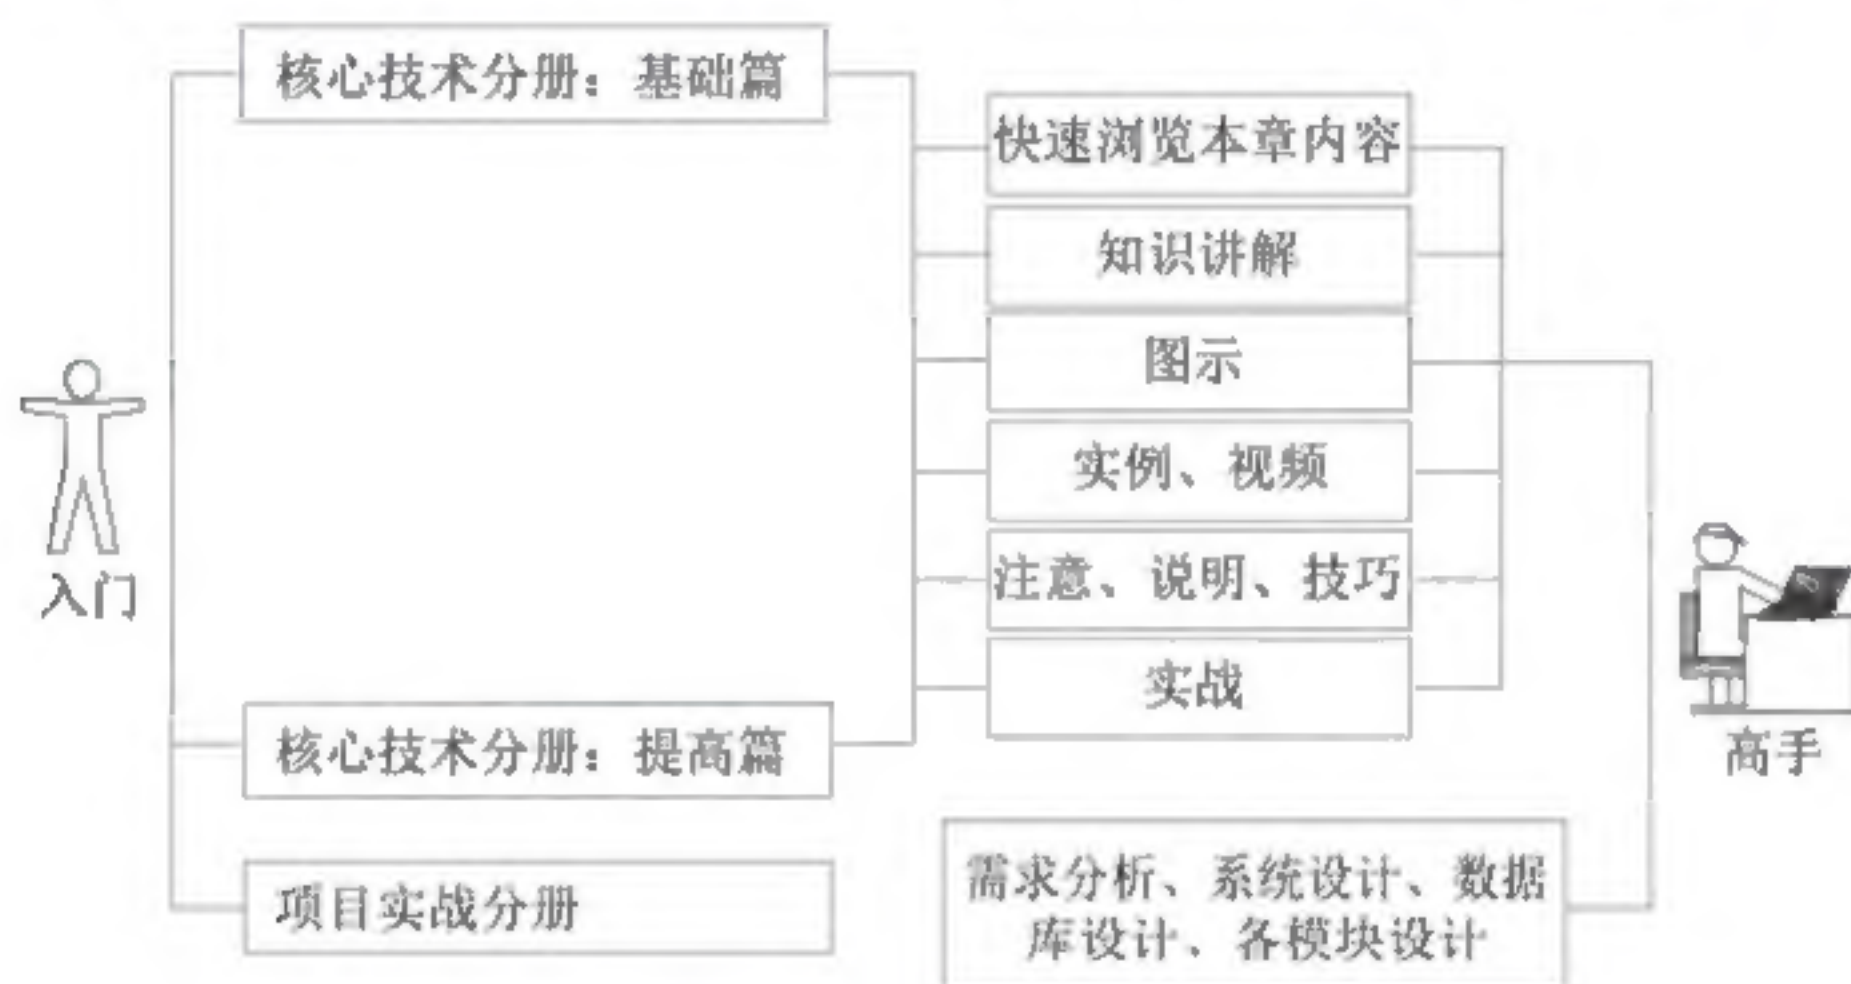 核心技术分册：基础篇
快速浏览本章内容
知识讲解
图示
实例、视频
注意、说明、技巧
实战
入门
核心技术分册：提高篇
高手
项目实战分册
需求分析、系统设计、数据
库设计、各模块设计